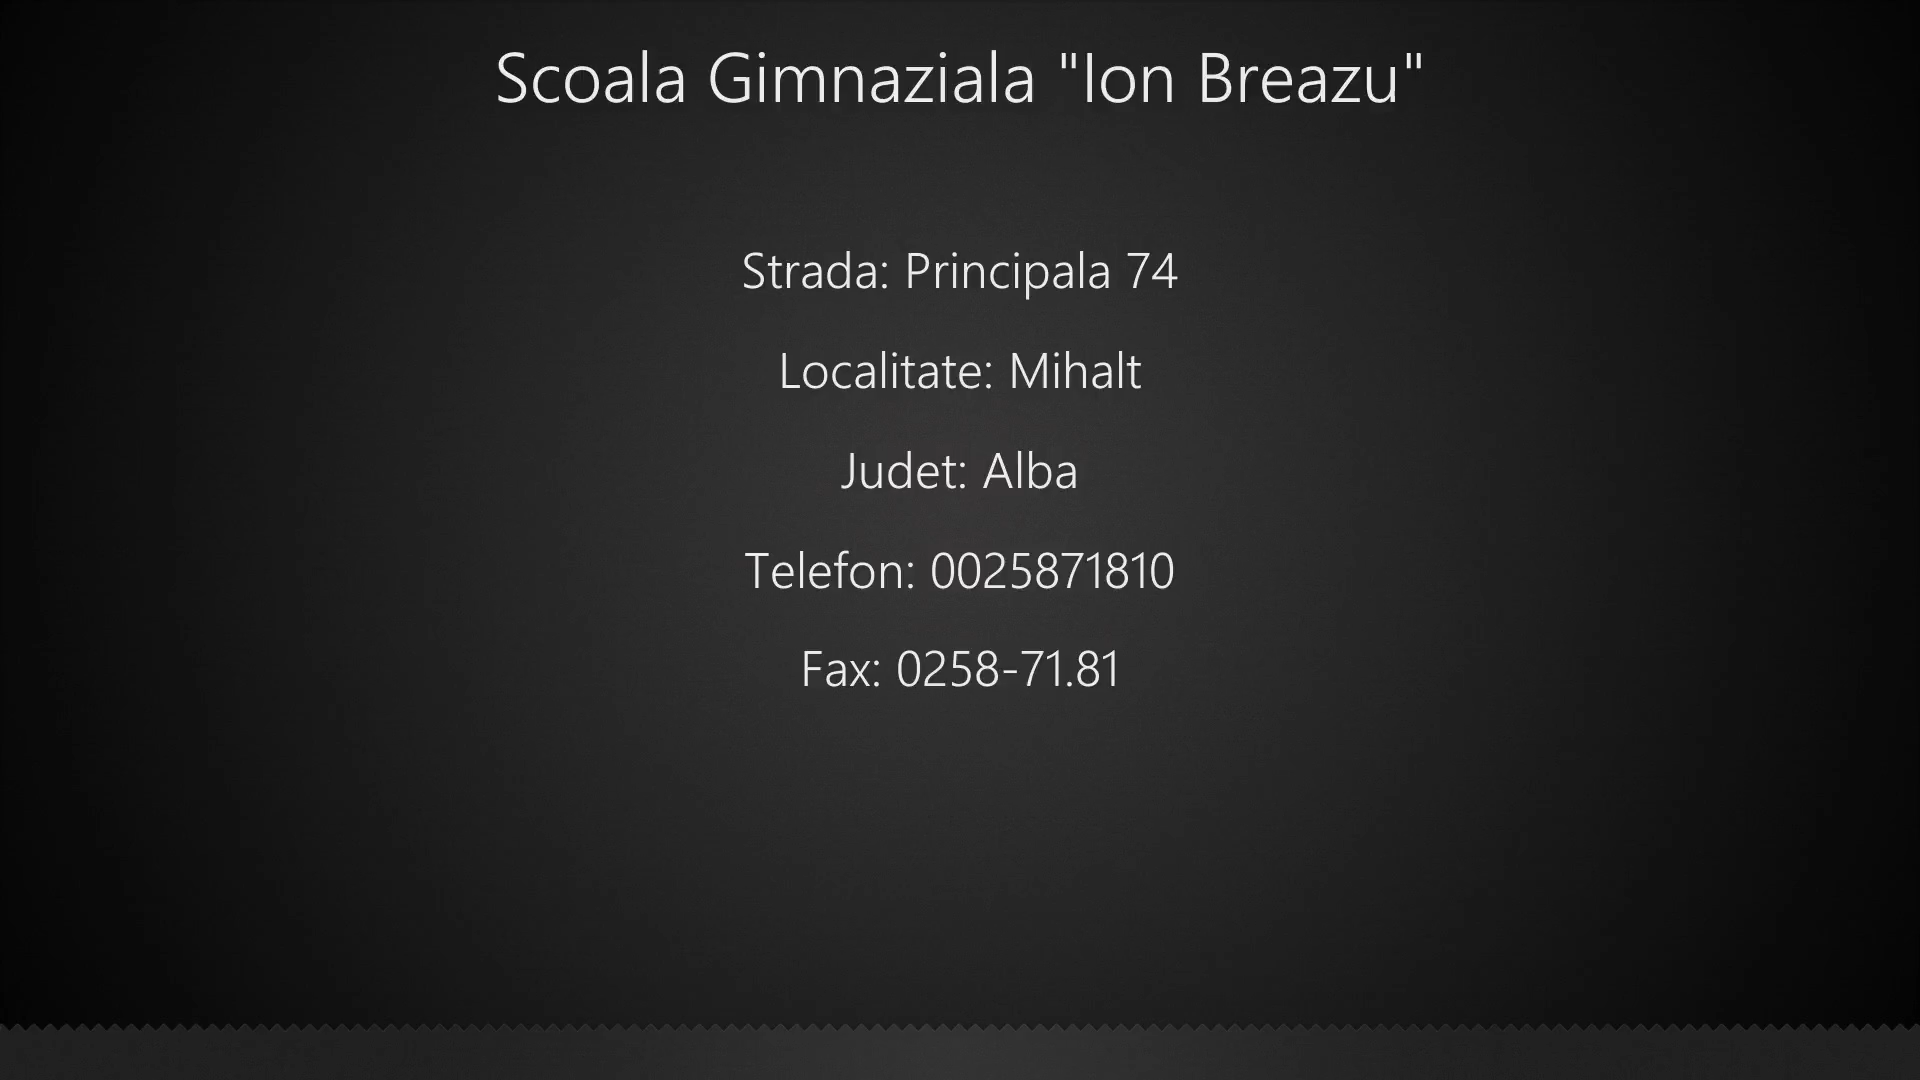 Scoala Gimnaziala "Ion Breazu"
Strada: Principala 74
Localitate: Mihalt
Judet: Alba
Telefon: 0025871810
Fax: 0258-71.81